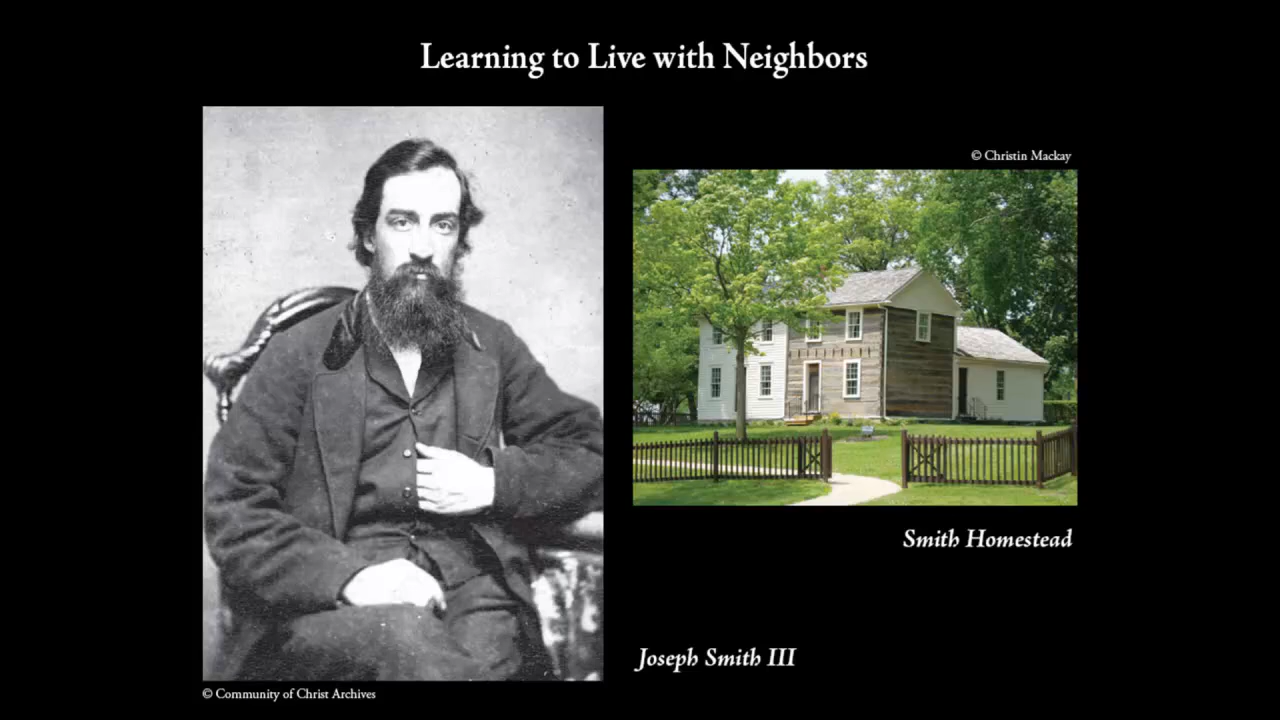 Learning to Live with Neighbors
© Christin Mackay
Smith Homestead
Joseph Smith III
© Community of Christ Archives